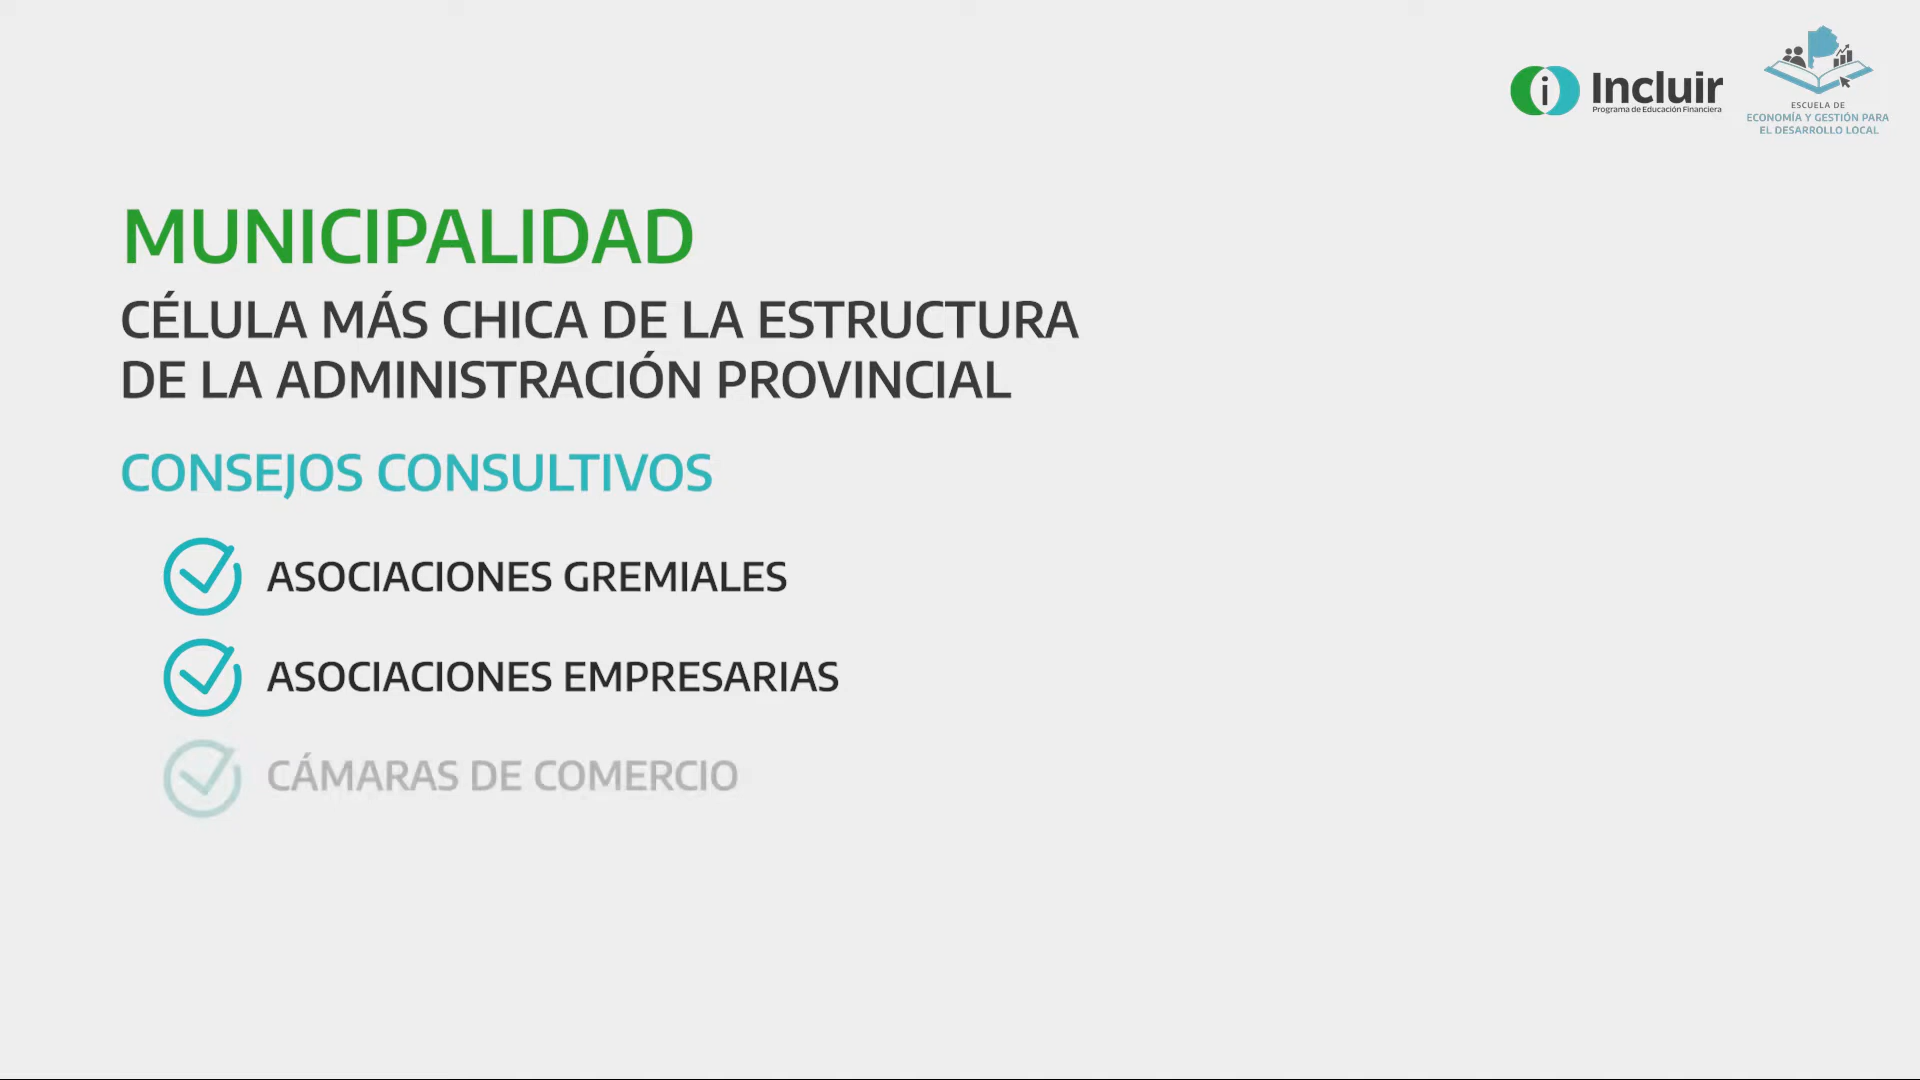 Incluir
Programa de Educación Financiera
ESCUELA DE
ECONOMÍA Y GESTIÓN PARA
EL DESARROLLO LOCAL
MUNICIPALIDAD
CÉLULA MÁS CHICA DE LA ESTRUCTURA
DE LA ADMINISTRACIÓN PROVINCIAL
CONSEJOS CONSULTIVOS
ASOCIACIONES GREMIALES
ASOCIACIONES EMPRESARIAS
CÁMARAS DE COMERCIO